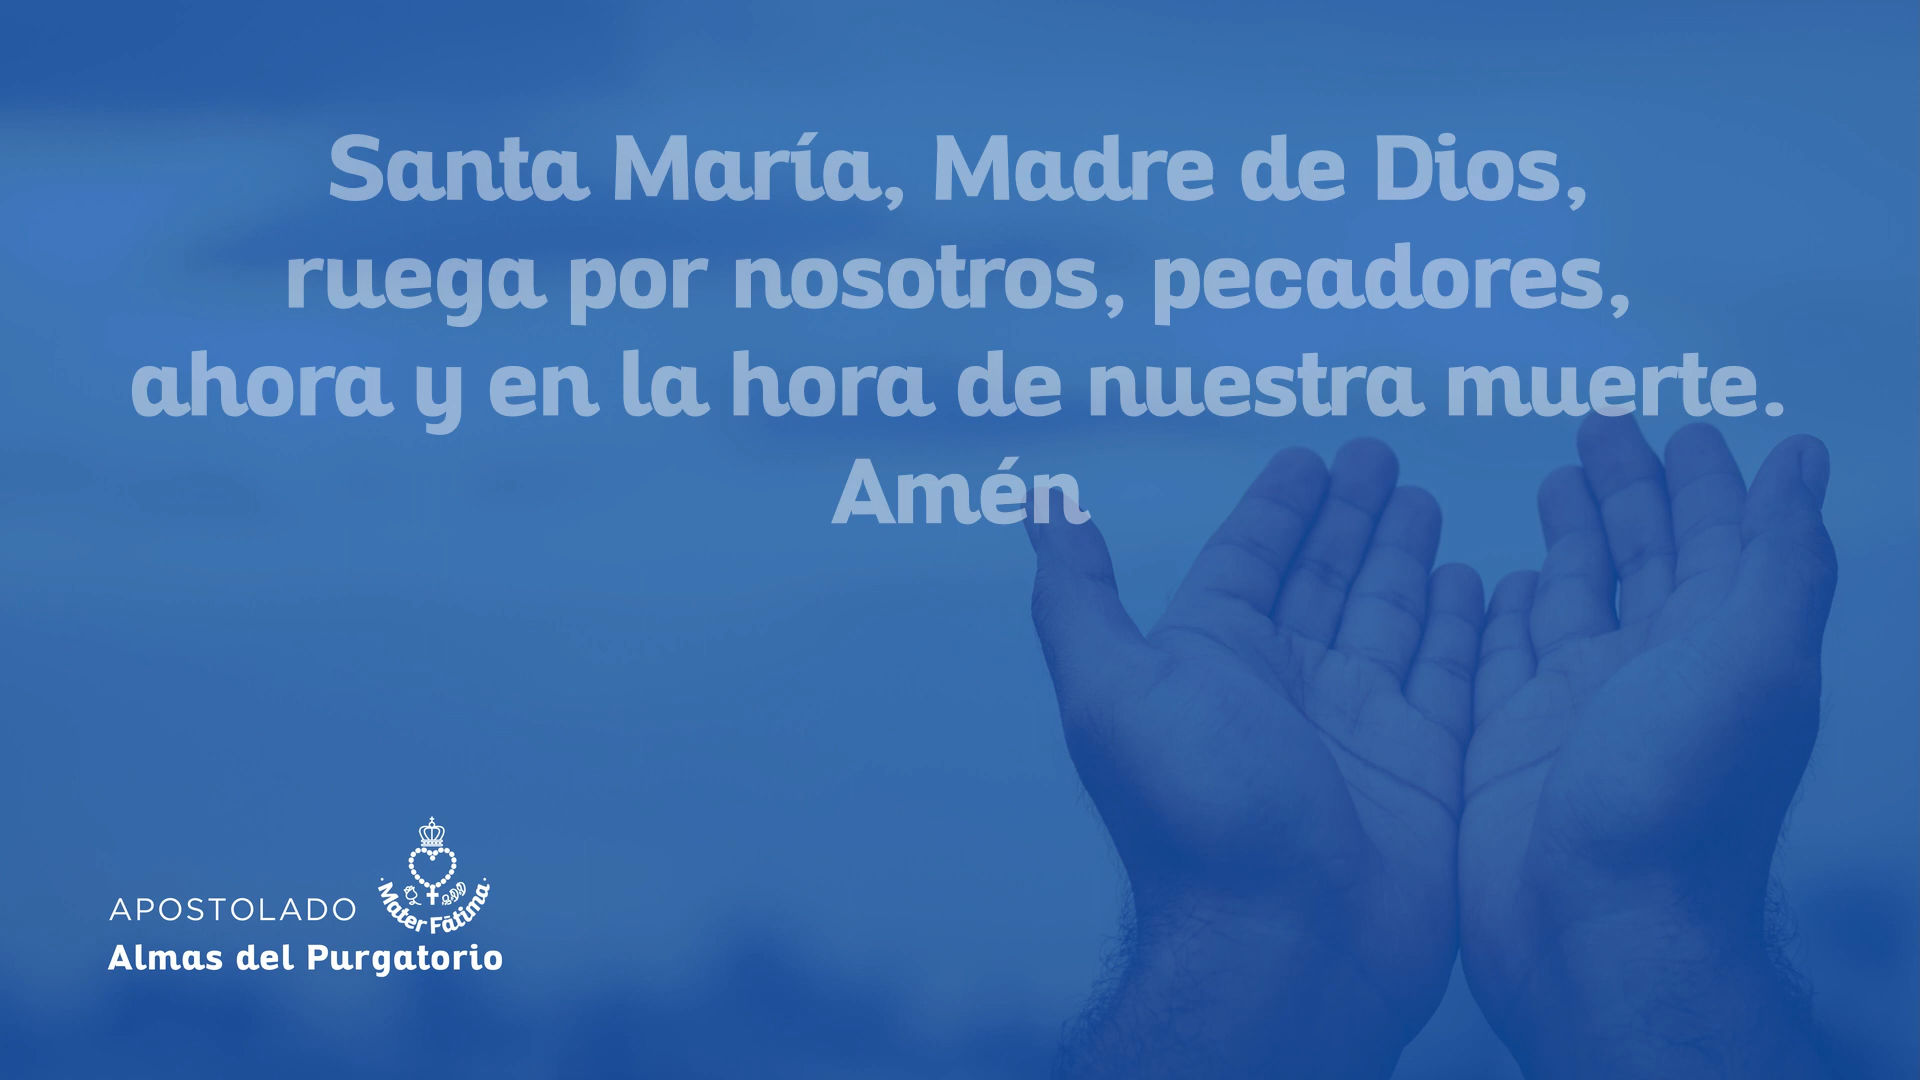 Santa María, Madre de Dios,
ruega por nosotros, pecadores,
ahora y en la hora de nuestra muerte.
Amén
APOSTOLADO
Mater Fátima
Almas del Purgatorio